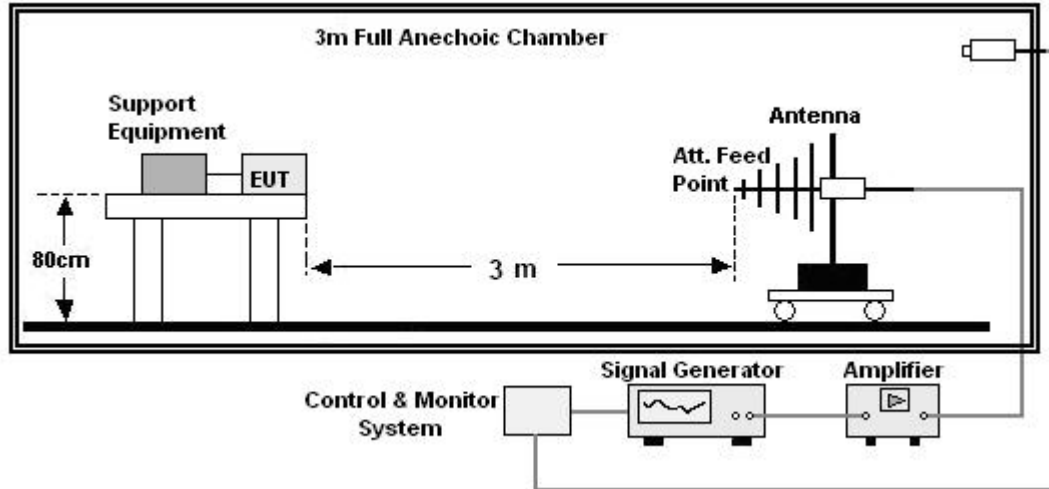 3m Full Anechoic Chamber
Support
Equipment
EUT
Antenna
Att. Feed
Point
80cm
3 m
Signal Generator
Amplifier
Control & Monitor
System